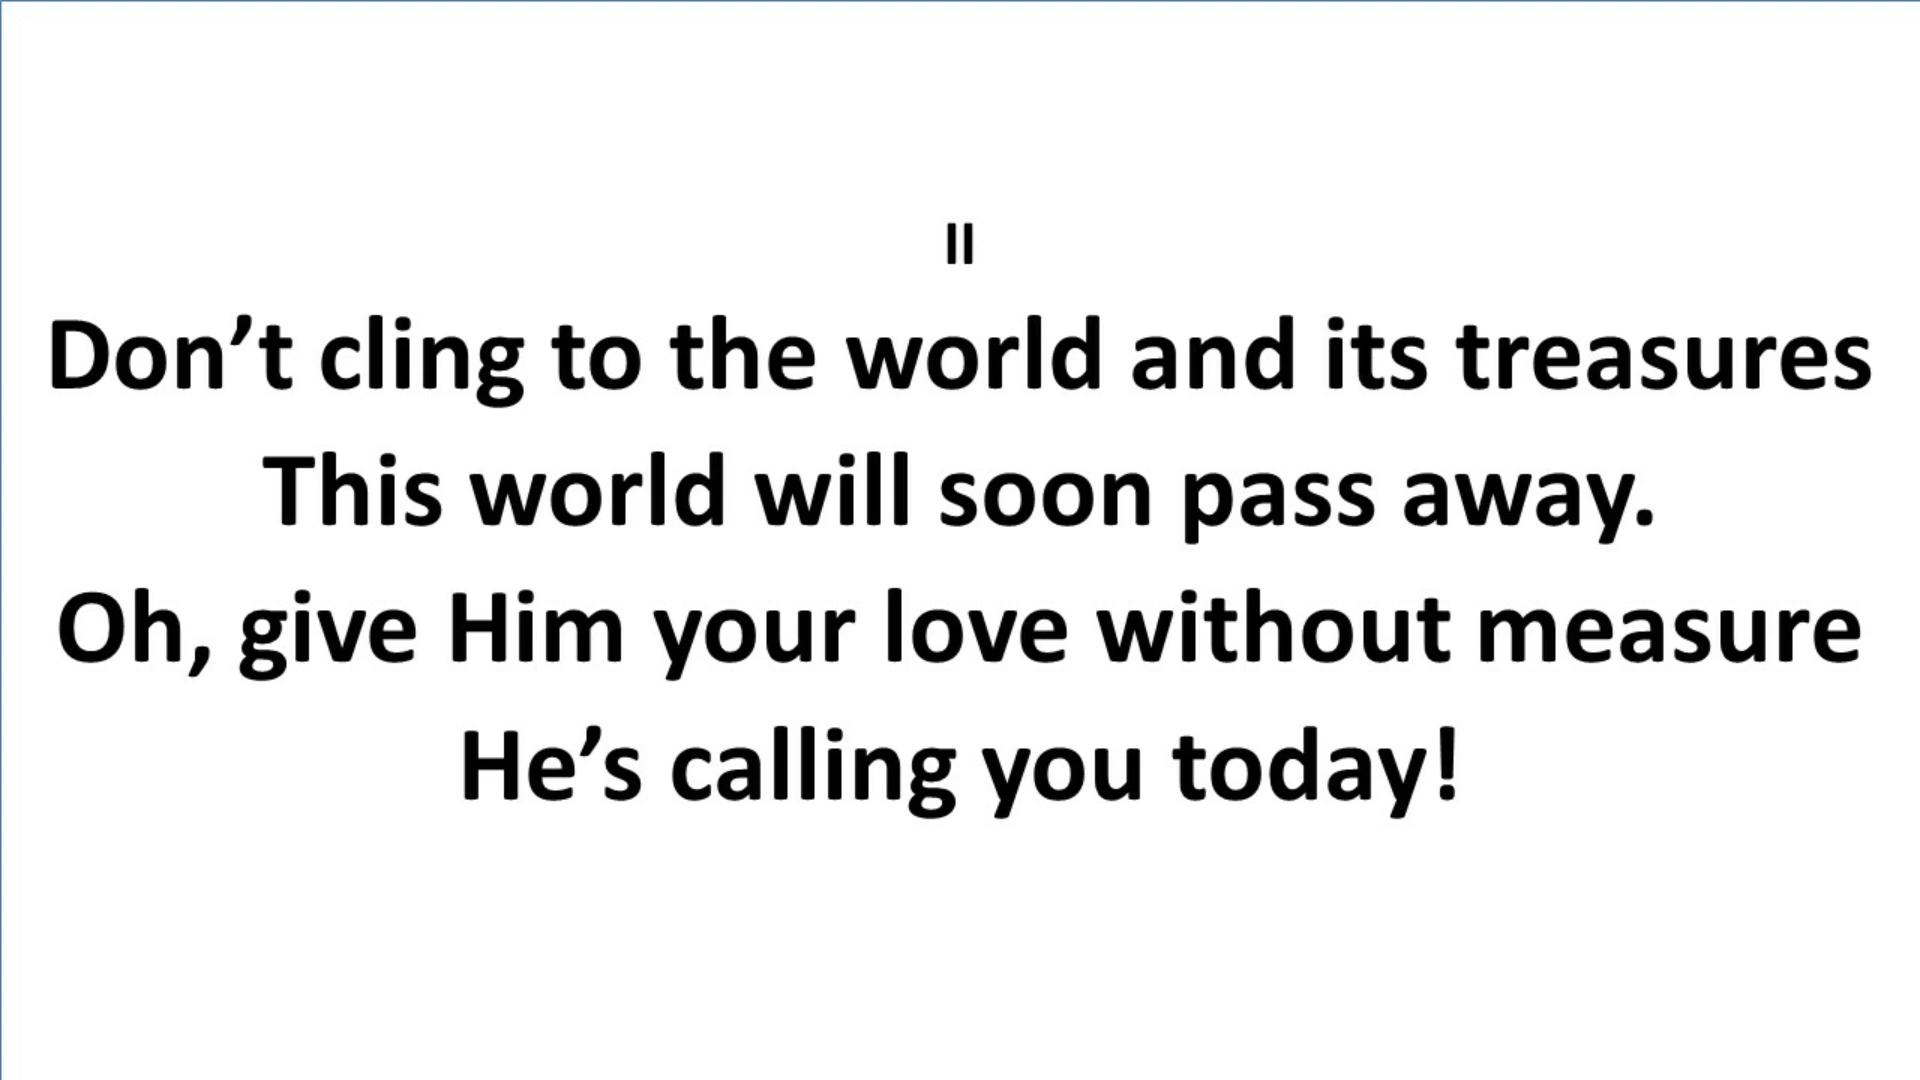 II
Don’t cling to the world and its treasures
This world will soon pass away.
Oh, give Him your love without measure
He’s calling you today!